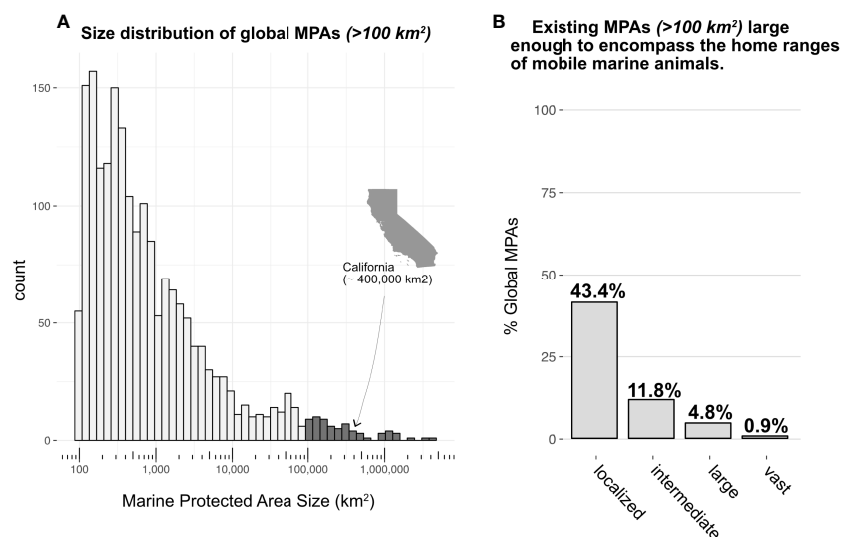 A
Size distribution of global MPAs (>100 km²)
150
100
50
0
count
California
(~400,000 km2)
100
1,000
10,000
100,000
1,000,000
Marine Protected Area Size (km²)
B
Existing MPAs (>100 km²) large
enough to encompass the home ranges
of mobile marine animals.
100
75
50
25
0
% Global MPAs
43.4%
11.8%
4.8%
0.9%
localized
intermediate
large
vast